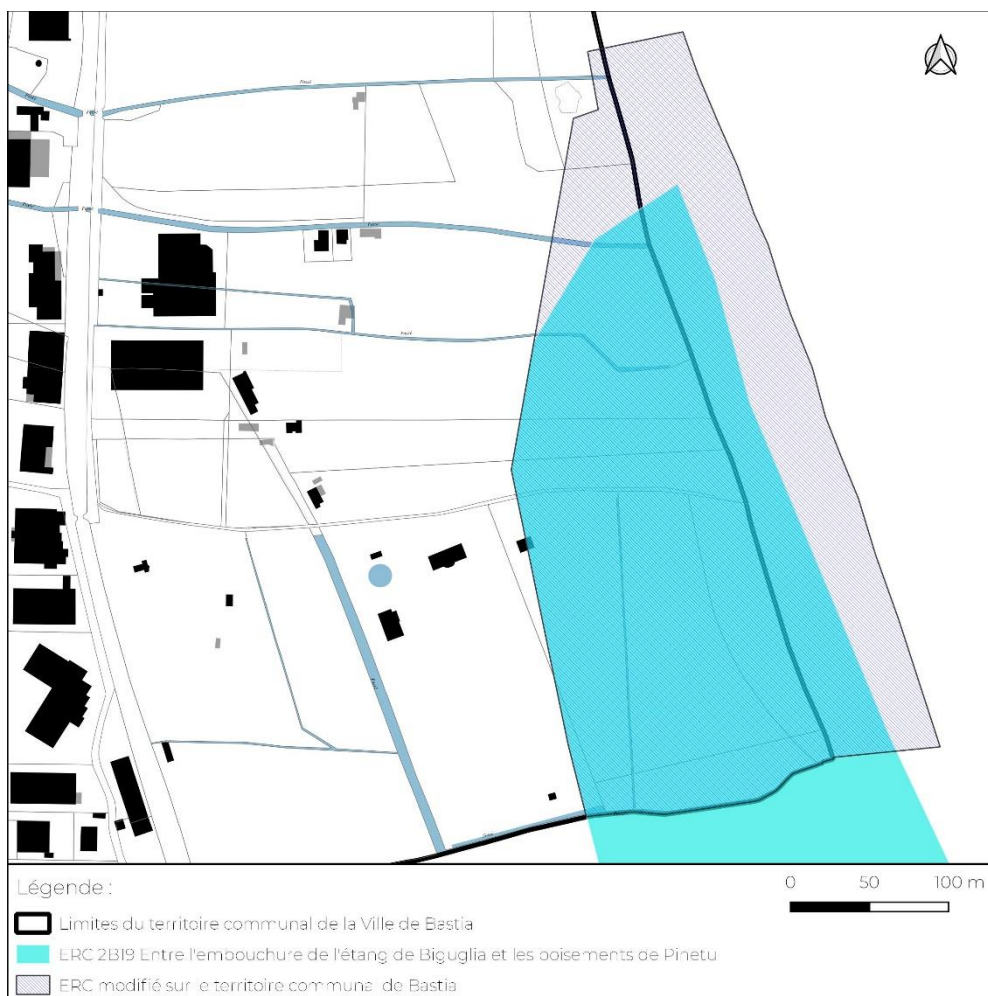 Légende :
0 50 100 m
Limites du territoire communal de la Ville de Bastia
ERC 2B19 Entre l'embouchure de l'étang de Biguglia et les boisements de Pinetu
ERC modifié sur le territoire communal de Bastia